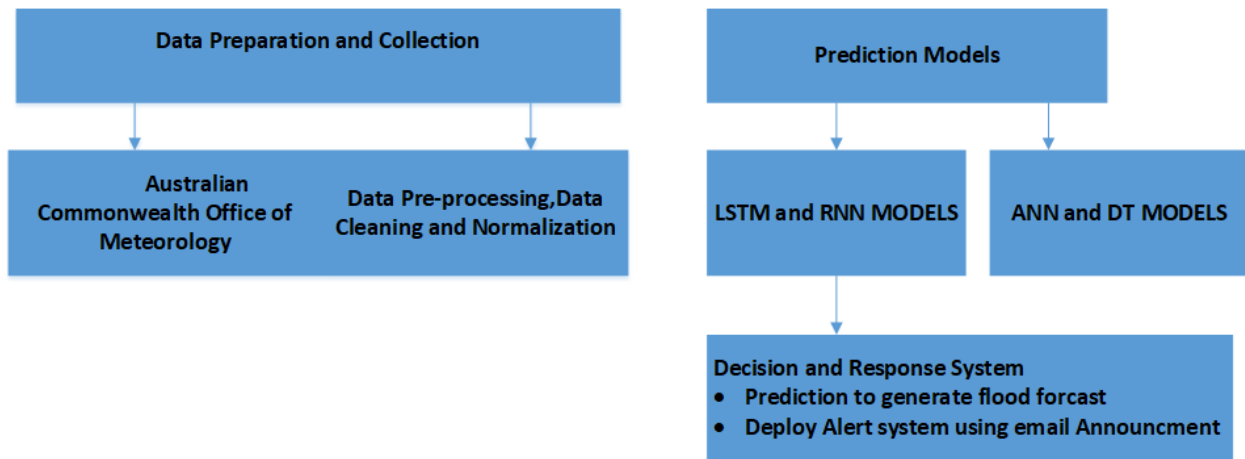 Data Preparation and Collection
Prediction Models
Australian
Commonwealth Office of
Meteorology
Data Pre-processing,Data
Cleaning and Normalization
LSTM and RNN MODELS
ANN and DT MODELS
Decision and Response System
• Prediction to generate flood forcast
• Deploy Alert system using email Announcment